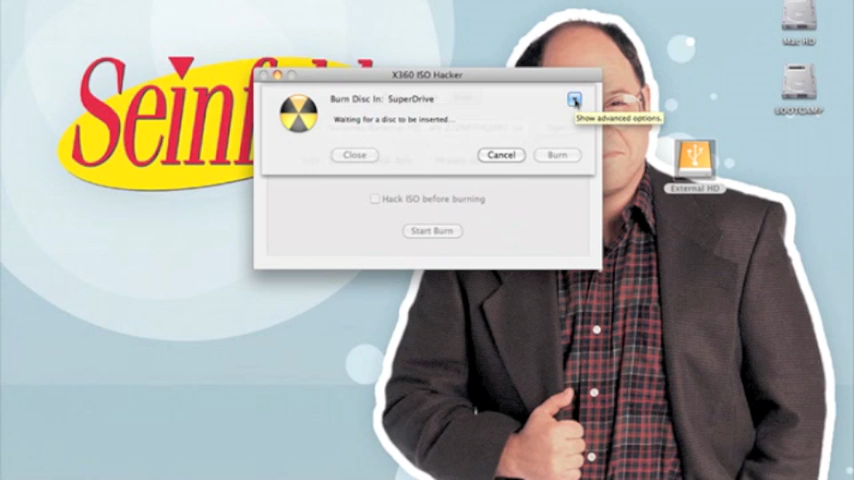 Seinf
X360 ISO Hacker
Burn Disc In: SuperDrive
Waiting for a disc to be inserted...
Show advanced options.
Close
Cancel
Burn
Hack ISO before burning
Start Burn
Mac HD
BOOTCAMP
External HD